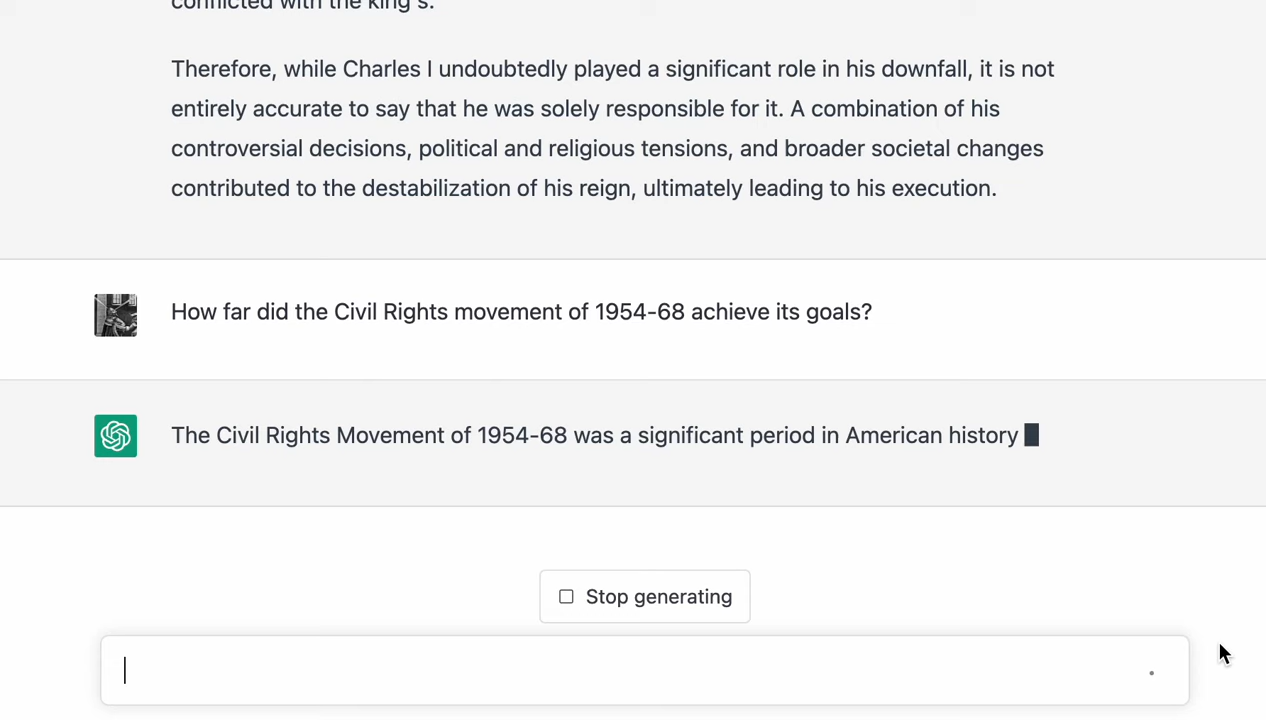 conflicted with the king's.
Therefore, while Charles I undoubtedly played a significant role in his downfall, it is not
entirely accurate to say that he was solely responsible for it. A combination of his
controversial decisions, political and religious tensions, and broader societal changes
contributed to the destabilization of his reign, ultimately leading to his execution.
How far did the Civil Rights movement of 1954-68 achieve its goals?
The Civil Rights Movement of 1954-68 was a significant period in American history
Stop generating